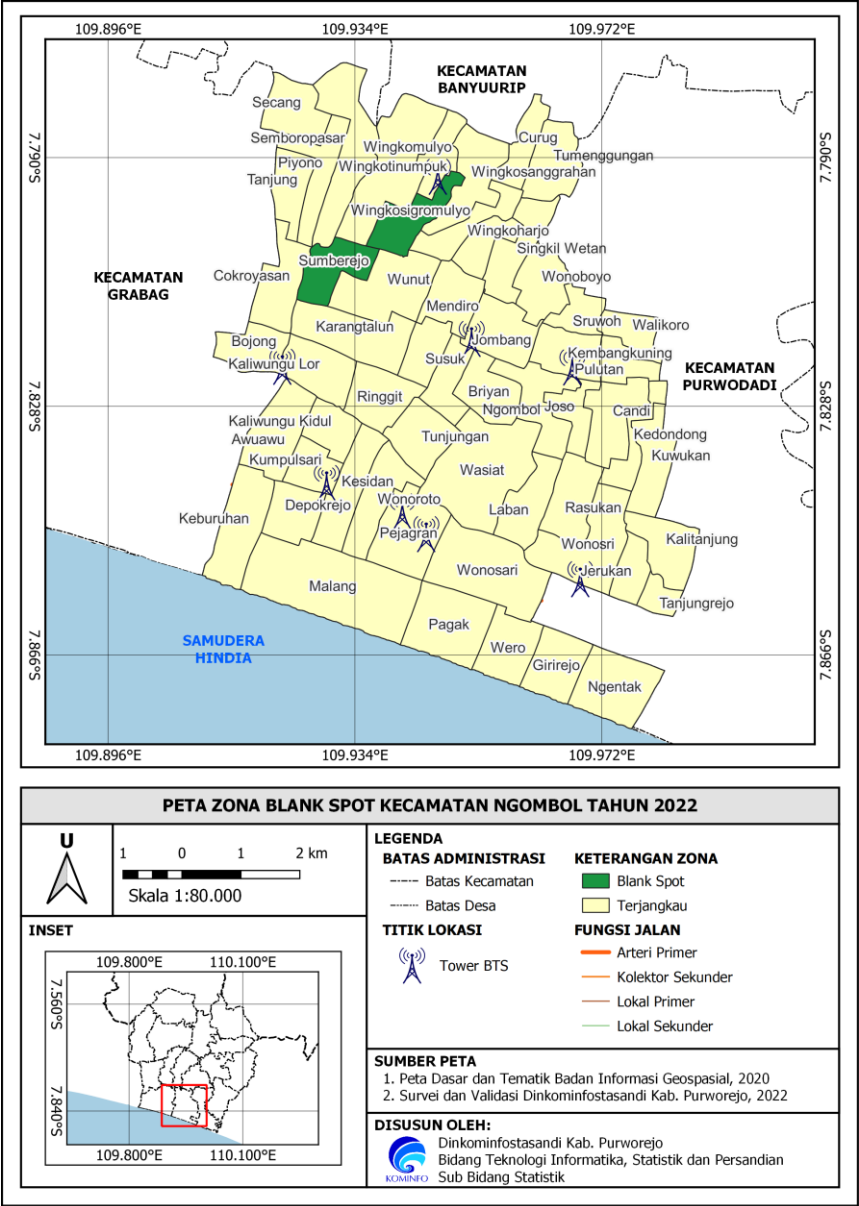 109.896°E 109.934°E 109.972°E
KECAMATAN
BANYUURIP
Secang
Semboropasar
Curug
Wingkomulyo
Tumenggungan
7.790°S 7.790°S
Piyono
Wingkotinumpuk
Wingkosanggrahan
Tanjung
Wingkosigromulyo
Wingkoharjo
Singkil Wetan
Sumberejo
KECAMATAN
GRABAG
Cokroyasan
Wunut
Wonoboyo
Mendiro
Karangtalun
Sruwoh
Walikoro
Bojong
Jombang
Kembangkuning
Kaliwungu Lor
Susuk
Pulutan
KECAMATAN
PURWODADI
Ringgit
Briyan
Ngombol
Joso
Candi
7.828°S 7.828°S
Kaliwungu Kidul
Awuawu
Tunjungan
Kedondong
Kumpulsari
Wasiat
Kuwukan
Kesidan
Depokrejo
Wonoroto
Laban
Rasukan
Keburuhan
Pejagran
Wonosri
Kalitanjung
Malang
Wonosari
Jerukan
Tanjungrejo
Pagak
SAMUDERA
HINDIA
Wero
7.866°S 7.866°S
Girirejo
Ngentak
109.896°E 109.934°E 109.972°E
PETA ZONA BLANK SPOT KECAMATAN NGOMBOL TAHUN 2022
U
1 0 1 2 km
Skala 1:80.000
LEGENDA
BATAS ADMINISTRASI
Batas Kecamatan
Batas Desa
TITIK LOKASI
Tower BTS
KETERANGAN ZONA
Blank Spot
Terjangkau
FUNGSI JALAN
Arteri Primer
Kolektor Sekunder
Lokal Primer
Lokal Sekunder
INSET
109.800°E 110.100°E
7.560°S
7.840°S
109.800°E 110.100°E
SUMBER PETA
1. Peta Dasar dan Tematik Badan Informasi Geospasial, 2020
2. Survei dan Validasi Dinkominfostasandi Kab. Purworejo, 2022
DISUSUN OLEH:
KOMINFO
Dinkominfostasandi Kab. Purworejo
Bidang Teknologi Informatika, Statistik dan Persandian
Sub Bidang Statistik